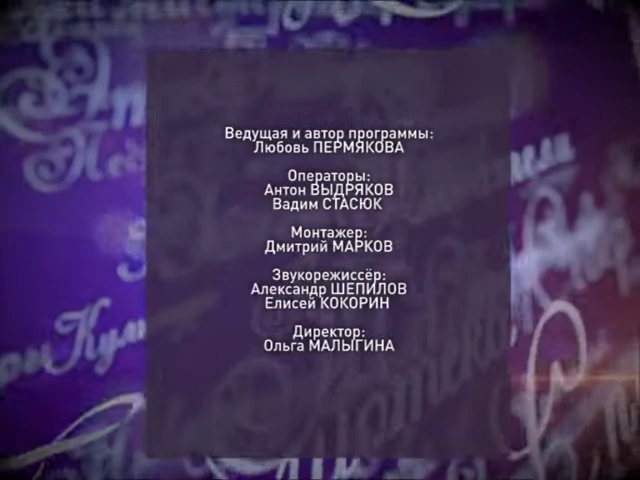 Ведущая и автор программы:
Любовь ПЕРМЯКОВА
Операторы:
Антон ВЫДРЯКОВ
Вадим СТАСЮК
Монтажер:
Дмитрий МАРКОВ
Звукорежиссёр:
Александр ШЕПИЛОВ
Елисей КОКОРИН
Директор:
Ольга МАЛЫГИНА